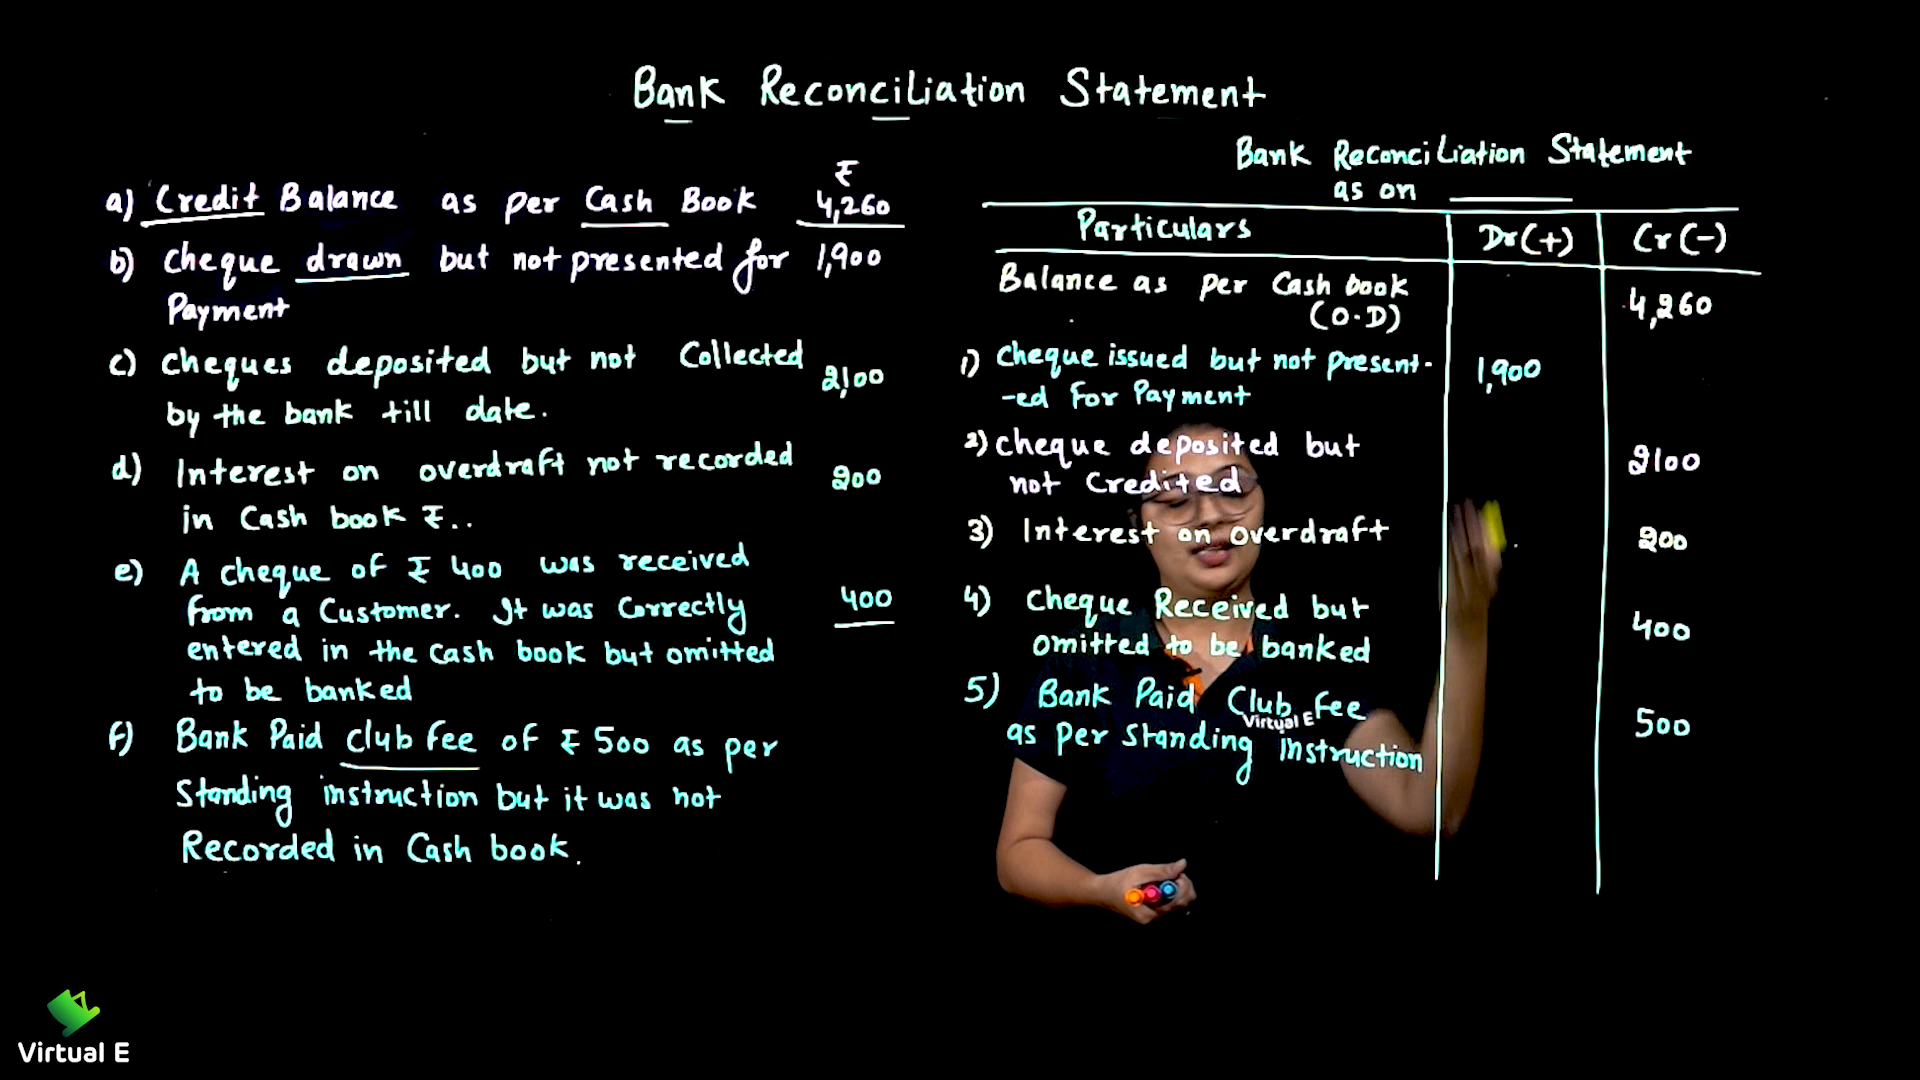 Bank Reconciliation Statement
₹
a) Credit Balance as per Cash Book 4,260
b) Cheque drawn but not presented for 1,900
Payment
c) Cheques deposited but not Collected
2,100
by the bank till date.
d) Interest on overdraft not recorded
200
in Cash book ₹..
e) A cheque of ₹ 400 was received
from a Customer. It was Correctly
400
entered in the cash book but omitted
to be banked
f) Bank Paid club fee of ₹ 500 as per
Standing instruction but it was not
Recorded in Cash book.
Bank Reconciliation Statement
as on
Particulars Dr (+) Cr (-)
Balance as per Cash book
(O.D) 4,260
1) Cheque issued but not present- 1,900
-ed For Payment
2) Cheque deposited but
2100
not Credited
3) Interest on overdraft 200
4) Cheque Received but
400
omitted to be banked
5) Bank Paid Club Fee
500
as per standing instruction
Virtual E
Virtual E